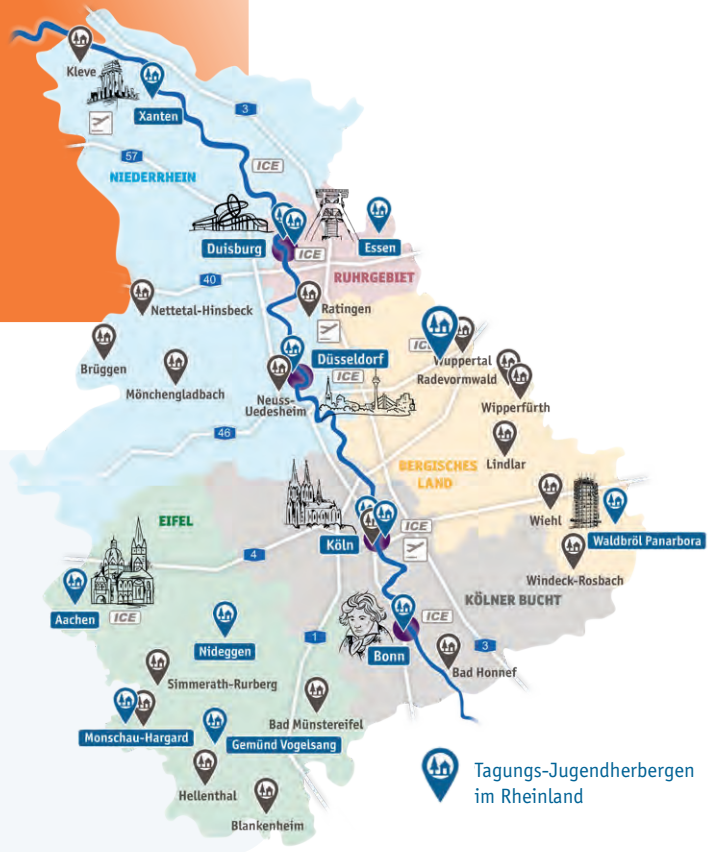 Kleve
Xanten
3
57
ICE
NIEDERRHEIN
Duisburg
ICE
Essen
RUHRGEBIET
40
Nettetal-Hinsbeck
Ratingen
Brüggen
Mönchengladbach
Düsseldorf
ICE
Neuss-
Uedesheim
Wuppertal
Radevormwald
Wipperfürth
46
Lindlar
BERGISCHES
LAND
EIFEL
Köln
ICE
Wiehl
Waldbröl Panarbora
4
Windeck-Rosbach
KÖLNER BUCHT
Aachen
ICE
Nideggen
1
Bonn
ICE
3
Bad Honnef
Simmerath-Rurberg
Monschau-Hargard
Bad Münstereifel
Gemünd Vogelsang
Hellenthal
Blankenheim
Tagungs-Jugendherbergen
im Rheinland